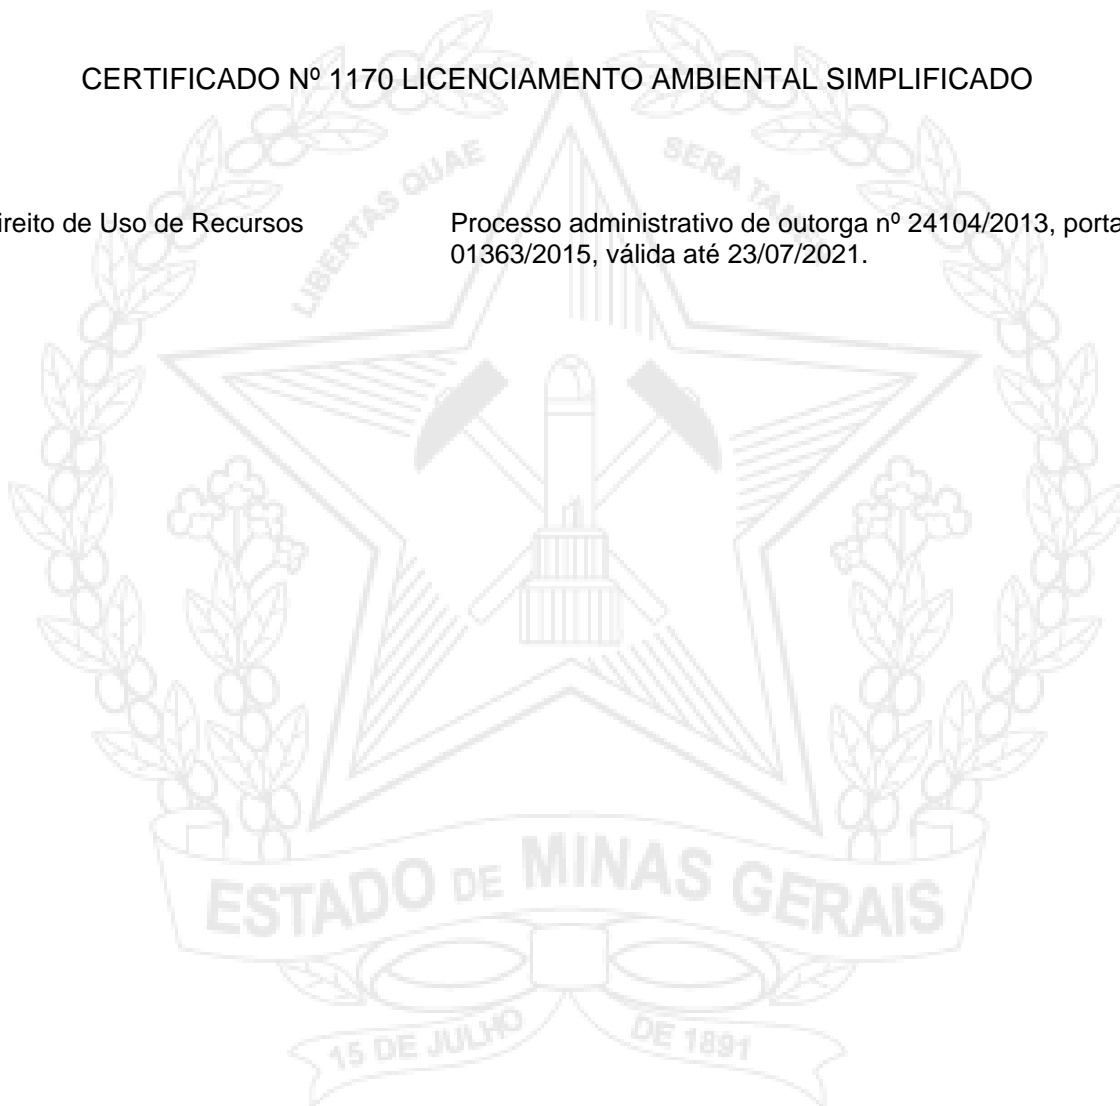 CERTIFICADO Nº 1170 LICENCIAMENTO AMBIENTAL SIMPLIFICADO
LIBERTAS QUAE SERA TAMEN
ireito de Uso de Recursos
Processo administrativo de outorga nº 24104/2013, porta
01363/2015, válida até 23/07/2021.
ESTADO DE MINAS GERAIS
15 DE JULHO DE 1891